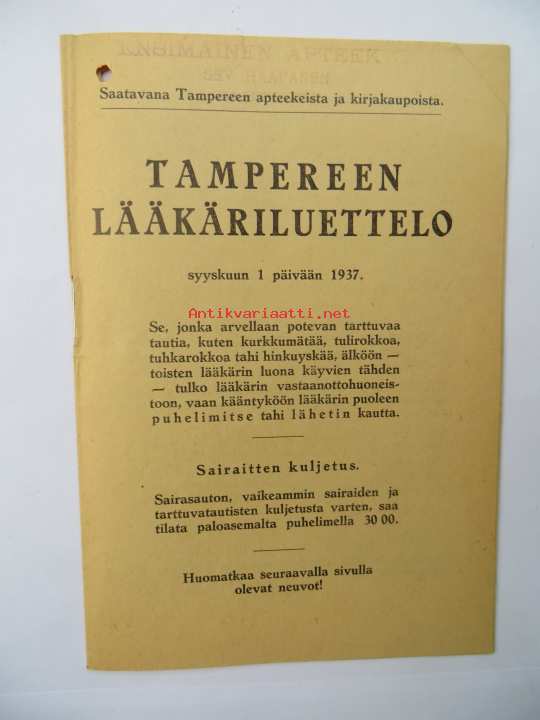 ENSIMÄINEN APTEEK
Saatavana Tampereen apteekeista ja kirjakaupoista.
TAMPEREEN
LÄÄKÄRILUETTELO
syyskuun 1 päivään 1937.
Antikvariaatti.net
Se, jonka arvellaan potevan tarttuvaa
tautia, kuten kurkkumätää, tulirokkoa,
tuhkarokkoa tahi hinkuyskää, älköön —
toisten lääkärin luona käyvien tähden
— tulko lääkärin vastaanottohuoneis-
toon, vaan kääntyköön lääkärin puoleen
puhelimitse tahi lähetin kautta.
Sairaitten kuljetus.
Sairasauton, vaikeammin sairaiden ja
tarttuvatautisten kuljetusta varten, saa
tilata paloasemalta puhelimella 30 00.
Huomatkaa seuraavalla sivulla
olevat neuvot!